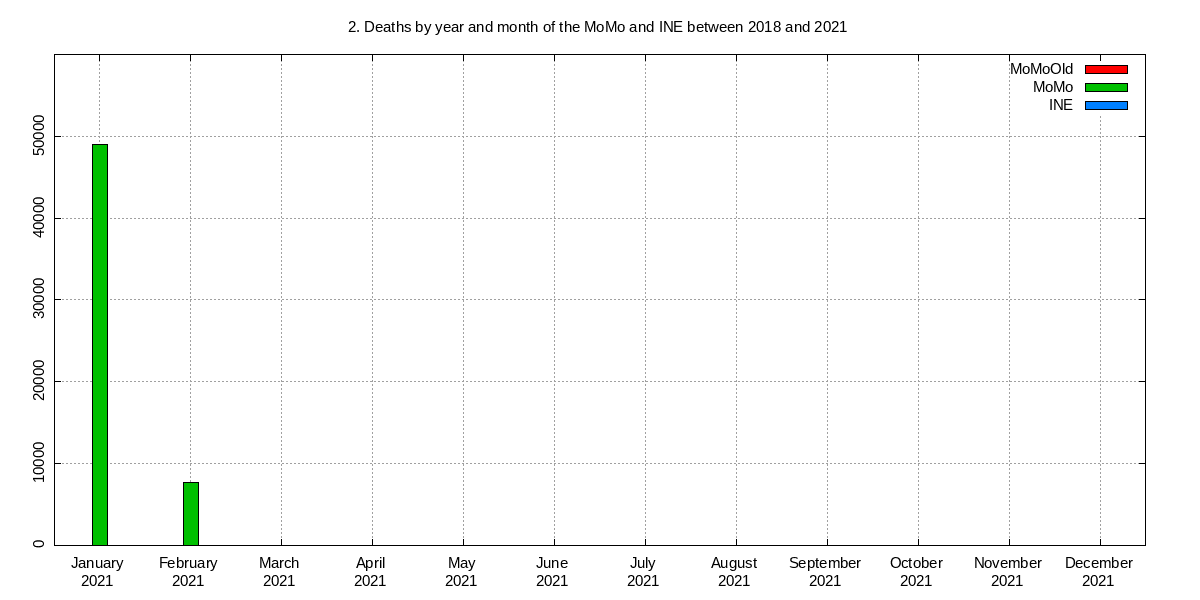 2. Deaths by year and month of the MoMo and INE between 2018 and 2021
MoMoOld
MoMo
INE
50000
40000
30000
20000
10000
0
January February March April May June July August September October November December
2021 2021 2021 2021 2021 2021 2021 2021 2021 2021 2021 2021